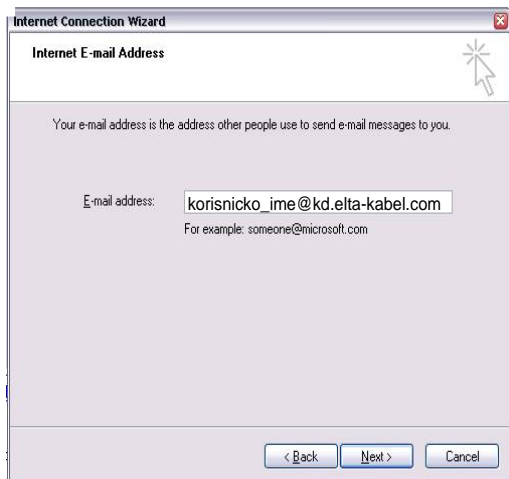 Internet Connection Wizard
Internet E-mail Address
Your e-mail address is the address other people use to send e-mail messages to you.
E-mail address: korisnicko_ime@kd.elta-kabel.com
For example: someone@microsoft.com
< Back Next > Cancel